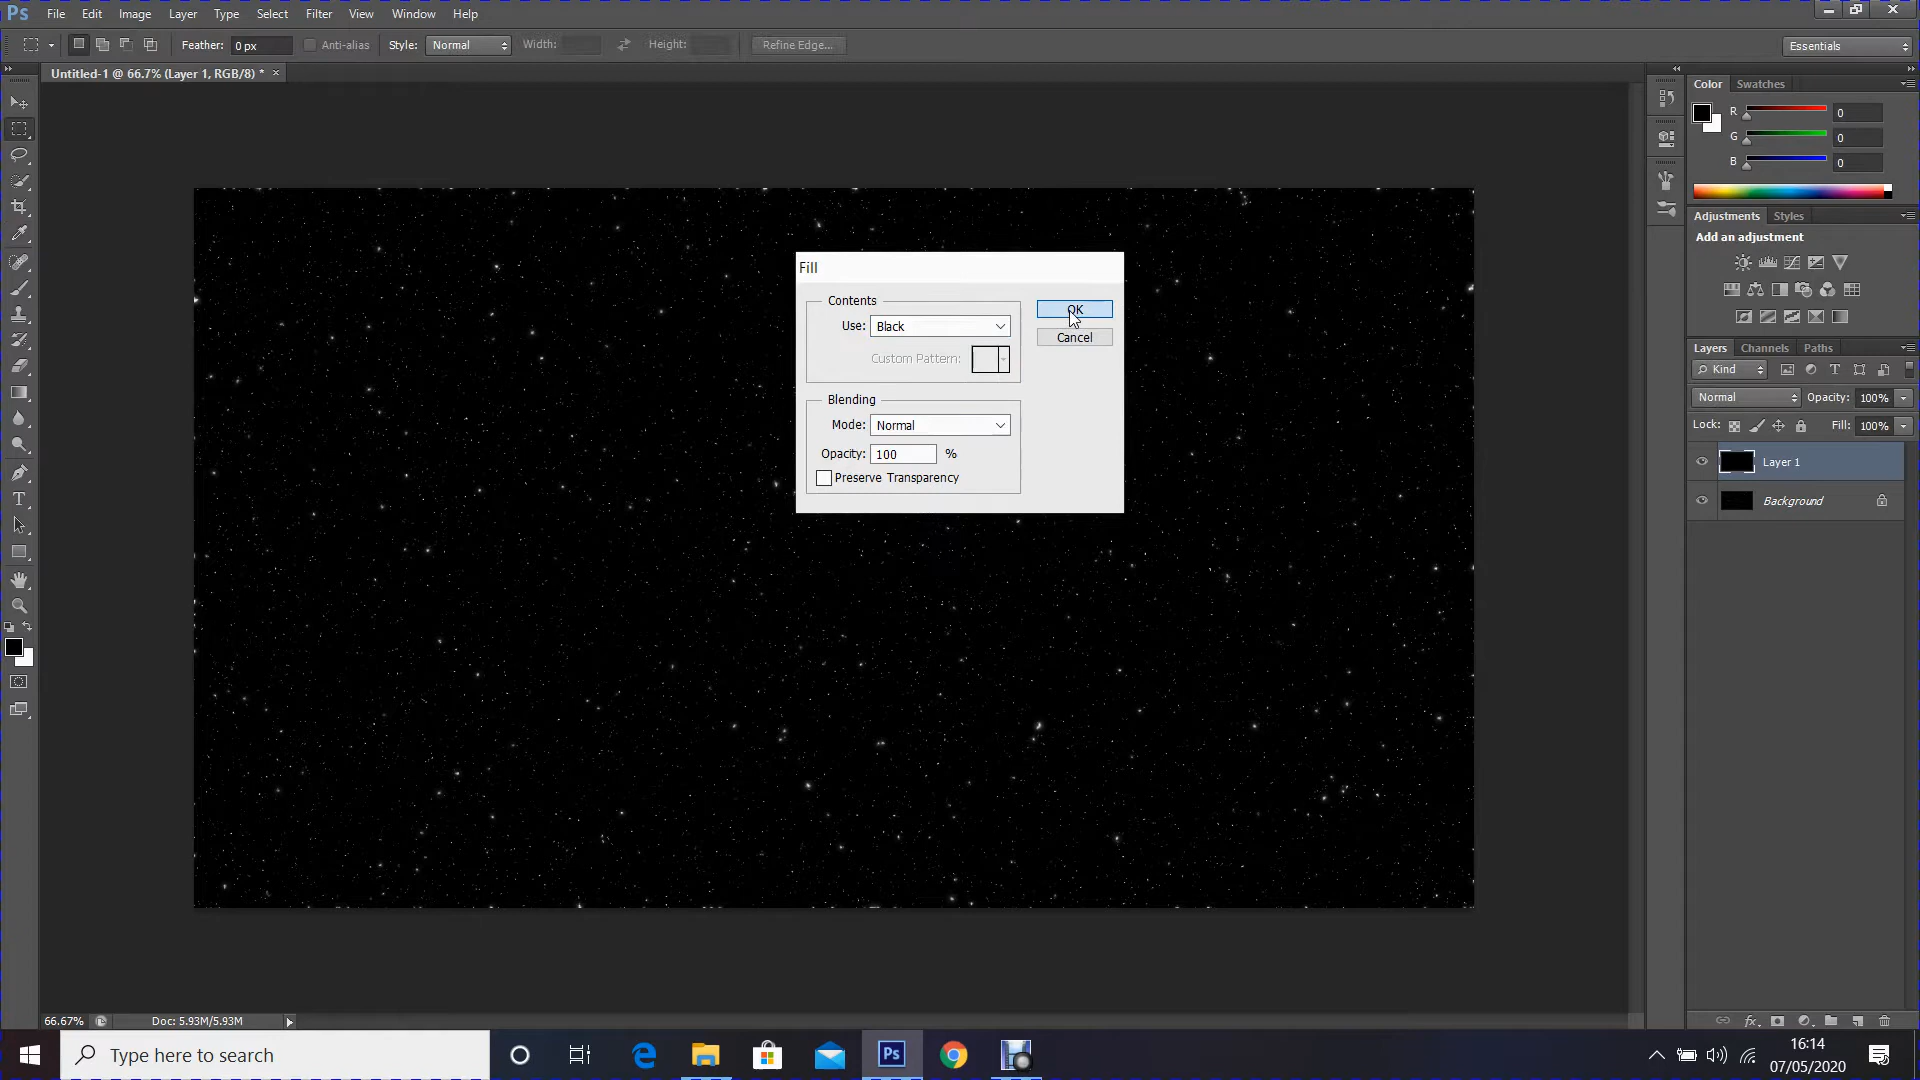 Ps File Edit Image Layer Type Select Filter View Window Help
Feather: 0 px Anti-alias Style: Normal Width: Height: Refine Edge... Essentials
Untitled-1 @ 66.7% (Layer 1, RGB/8) * ×
Color Swatches
R 0
G 0
B 0
Adjustments Styles
Add an adjustment
Fill
Contents
Use: Black
Custom Pattern:
OK
Cancel
Blending
Mode: Normal
Opacity: 100 %
Preserve Transparency
Layers Channels Paths
Kind T
Normal Opacity: 100%
Lock: Fill: 100%
Layer 1
Background
T
66.67% Doc: 5.93M/5.93M
fx
Type here to search
Ps
16:14
07/05/2020